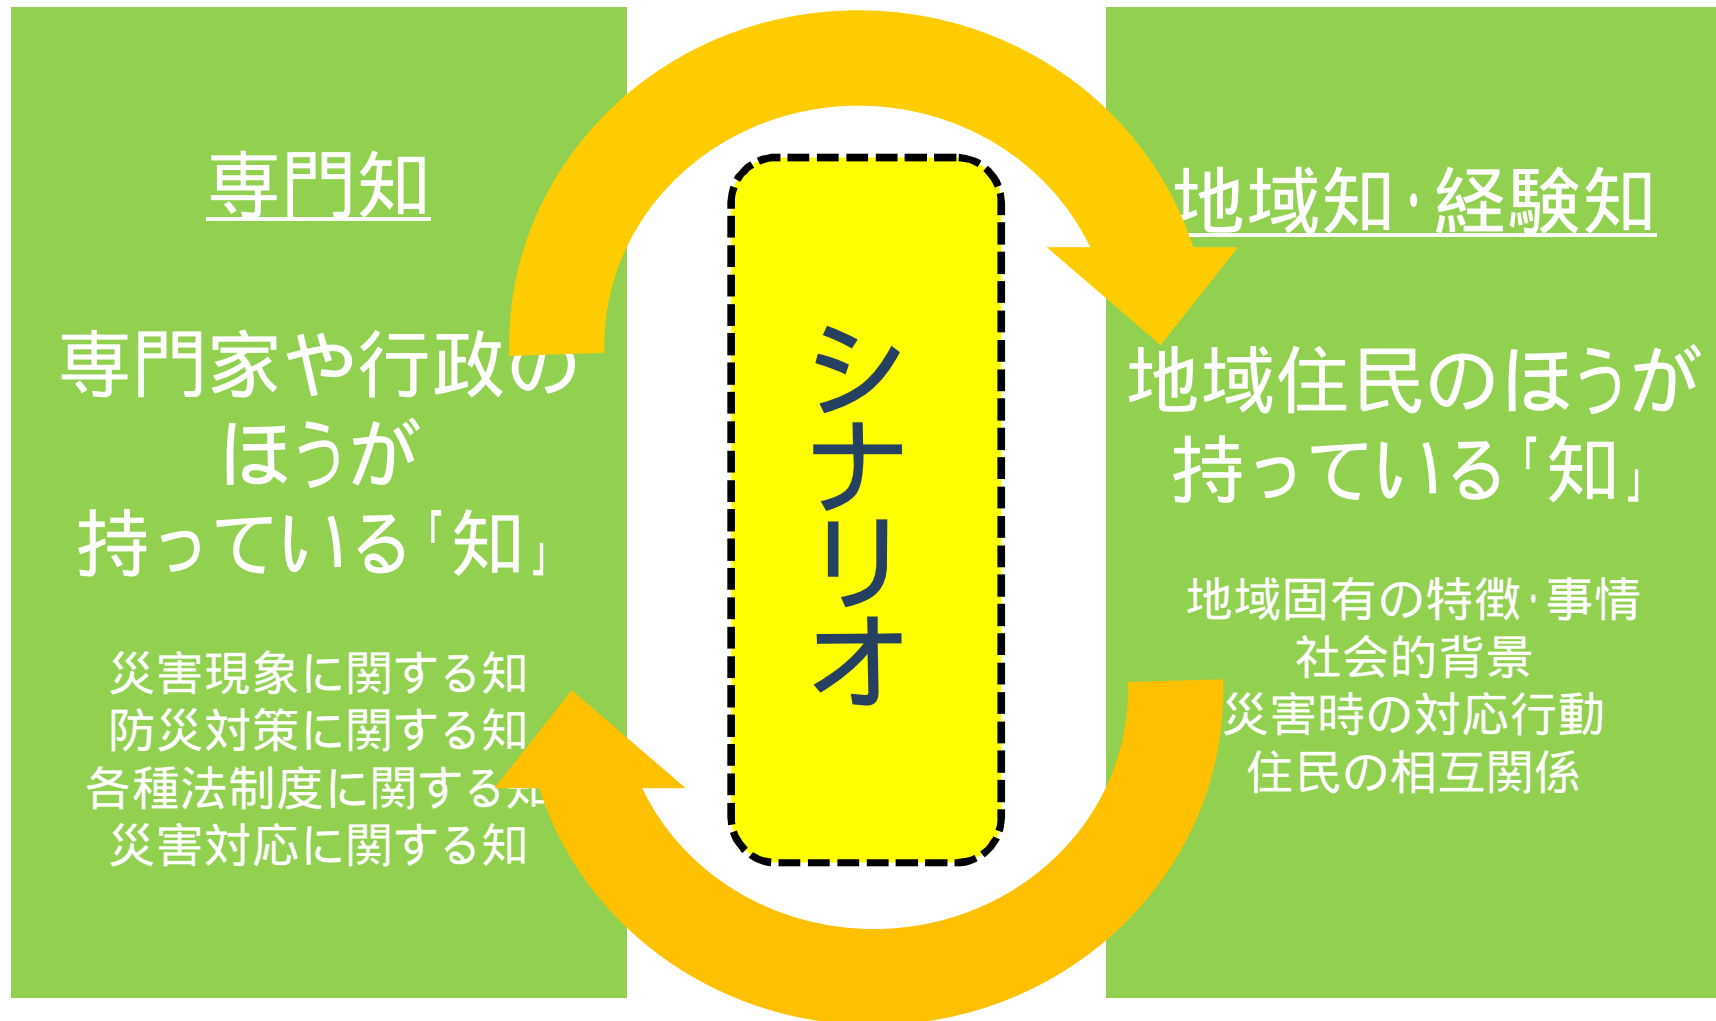 専門知
専門家や行政の
ほうが
持っている「知」
災害現象に関する知
防災対策に関する知
各種法制度に関する知
災害対応に関する知
シナリオ
地域知・経験知
地域住民のほうが
持っている「知」
地域固有の特徴・事情
社会的背景
災害時の対応行動
住民の相互関係